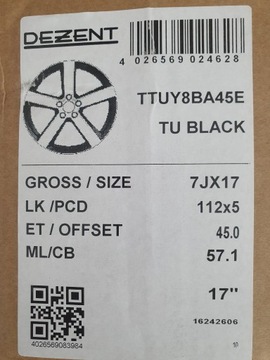 DEZENT
4 026569 024628
TTUY8BA45E
TU BLACK
GROSS / SIZE 7JX17
LK /PCD 112x5
ET / OFFSET 45.0
ML/CB 57.1
17"
4026569083984
16242606